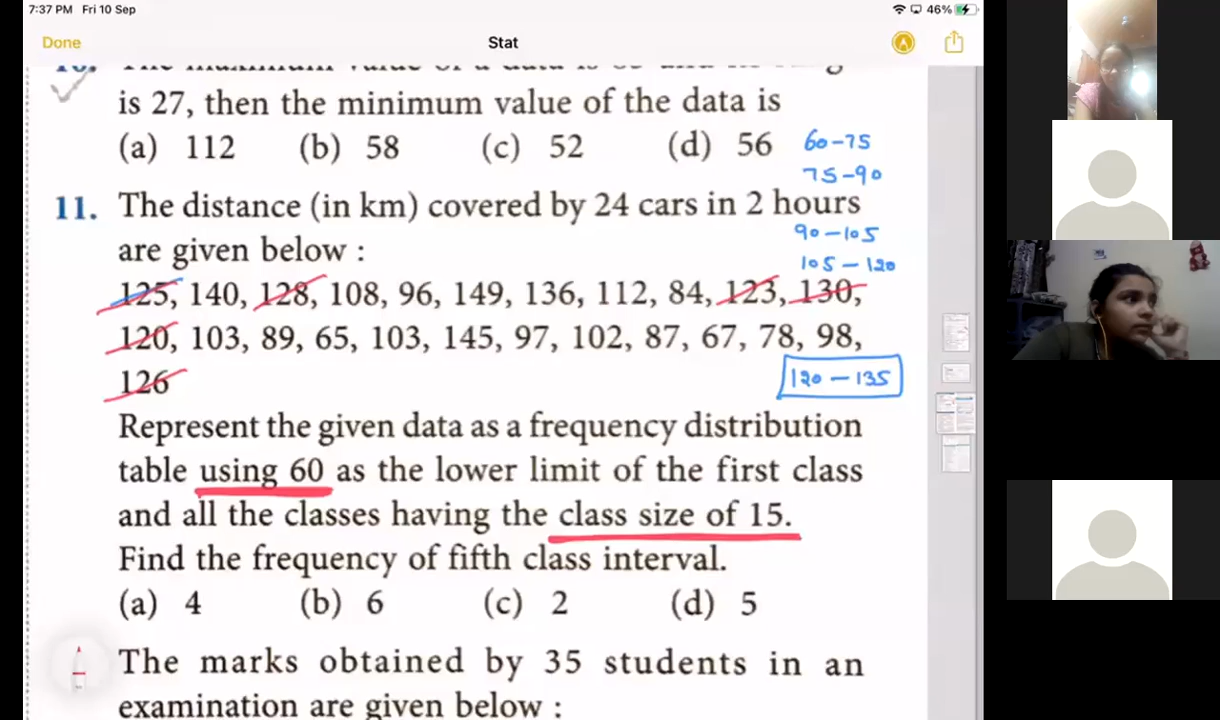 7:37 PM Fri 10 Sep
46%
Done
Stat
is 27, then the minimum value of the data is
(a) 112 (b) 58 (c) 52 (d) 56
60-75
75-90
11. The distance (in km) covered by 24 cars in 2 hours
are given below :
90-105
105-120
125, 140, 128, 108, 96, 149, 136, 112, 84, 123, 130,
120, 103, 89, 65, 103, 145, 97, 102, 87, 67, 78, 98,
126
120-135
Represent the given data as a frequency distribution
table using 60 as the lower limit of the first class
and all the classes having the class size of 15.
Find the frequency of fifth class interval.
(a) 4 (b) 6 (c) 2 (d) 5
The marks obtained by 35 students in an
examination are given below :